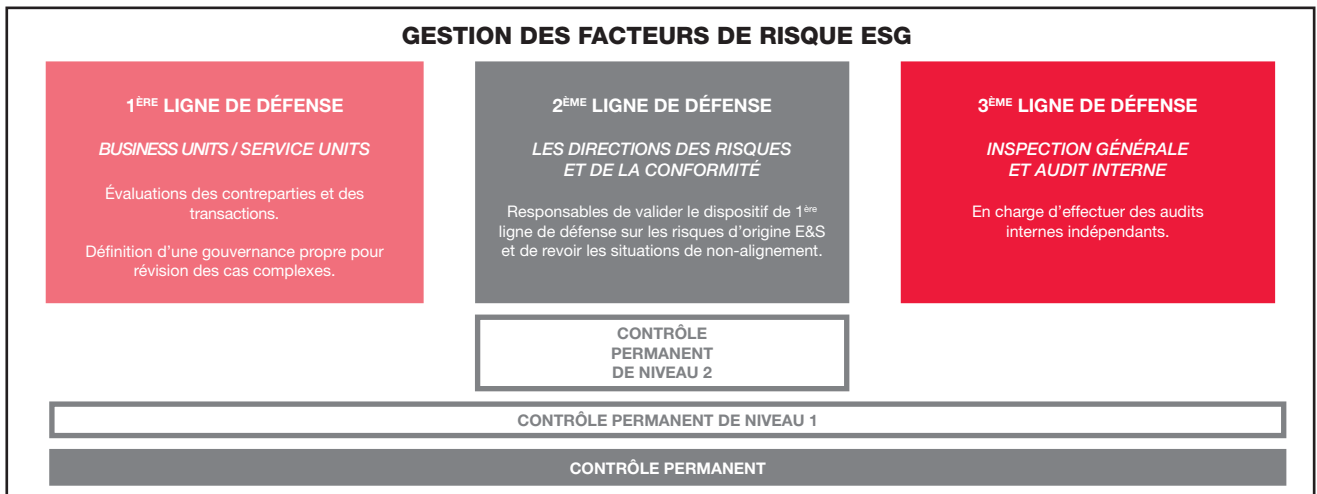 GESTION DES FACTEURS DE RISQUE ESG
1ÈRE LIGNE DE DÉFENSE
BUSINESS UNITS / SERVICE UNITS
Évaluations des contreparties et des
transactions.
Définition d'une gouvernance propre pour
révision des cas complexes.
2ÈME LIGNE DE DÉFENSE
LES DIRECTIONS DES RISQUES
ET DE LA CONFORMITÉ
Responsables de valider le dispositif de 1ère
ligne de défense sur les risques d'origine E&S
et de revoir les situations de non-alignement.
3ÈME LIGNE DE DÉFENSE
INSPECTION GÉNÉRALE
ET AUDIT INTERNE
En charge d'effectuer des audits
internes indépendants.
CONTRÔLE
PERMANENT
DE NIVEAU 2
CONTRÔLE PERMANENT DE NIVEAU 1
CONTRÔLE PERMANENT